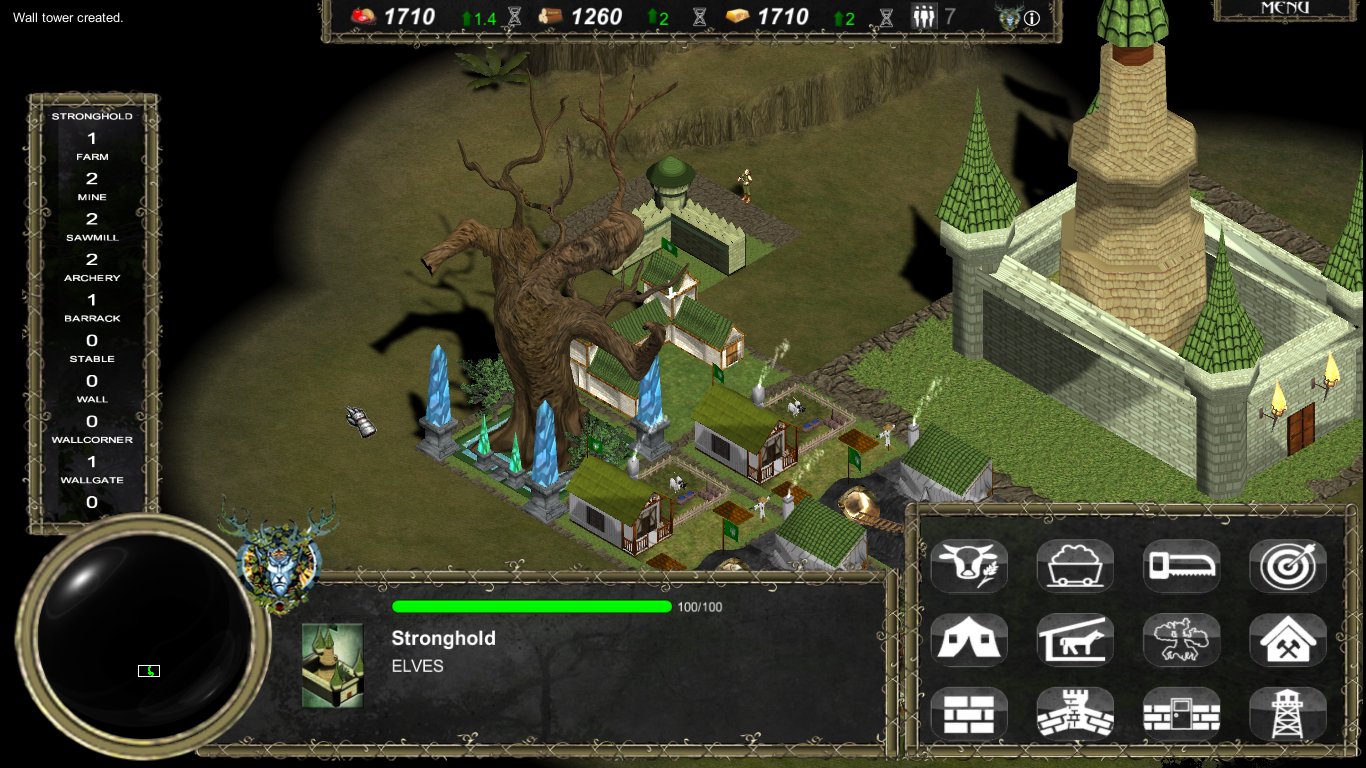 Wall tower created.
1710 1.4 1260 2 1710 2 7
MENU
STRONGHOLD
1
FARM
2
MINE
2
SAWMILL
2
ARCHERY
1
BARRACK
0
STABLE
0
WALL
0
WALLCORNER
1
WALLGATE
0
100/100
Stronghold
ELVES